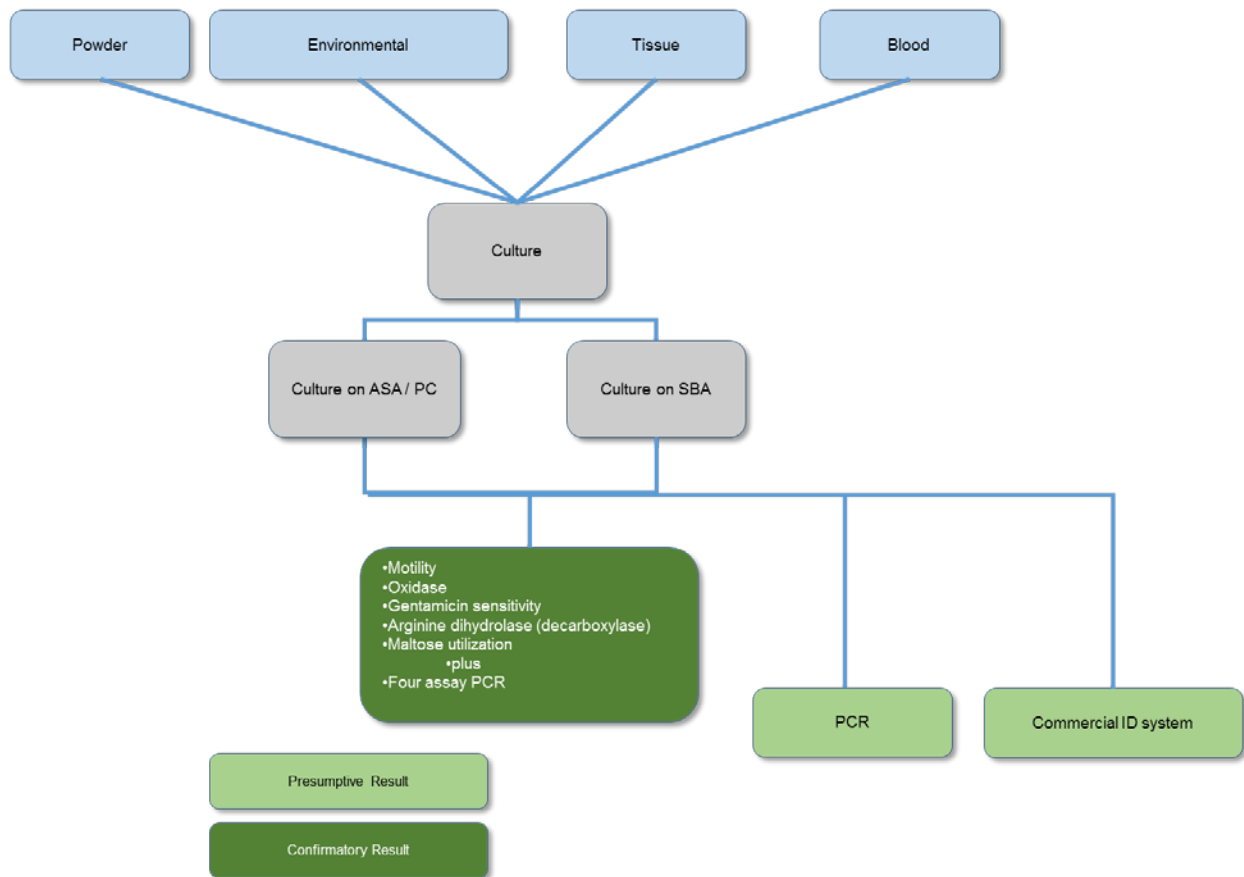 Powder
Environmental
Tissue
Blood
Culture
Culture on ASA / PC
Culture on SBA
•Motility
•Oxidase
•Gentamicin sensitivity
•Arginine dihydrolase (decarboxylase)
•Maltose utilization
•plus
•Four assay PCR
PCR
Commercial ID system
Presumptive Result
Confirmatory Result